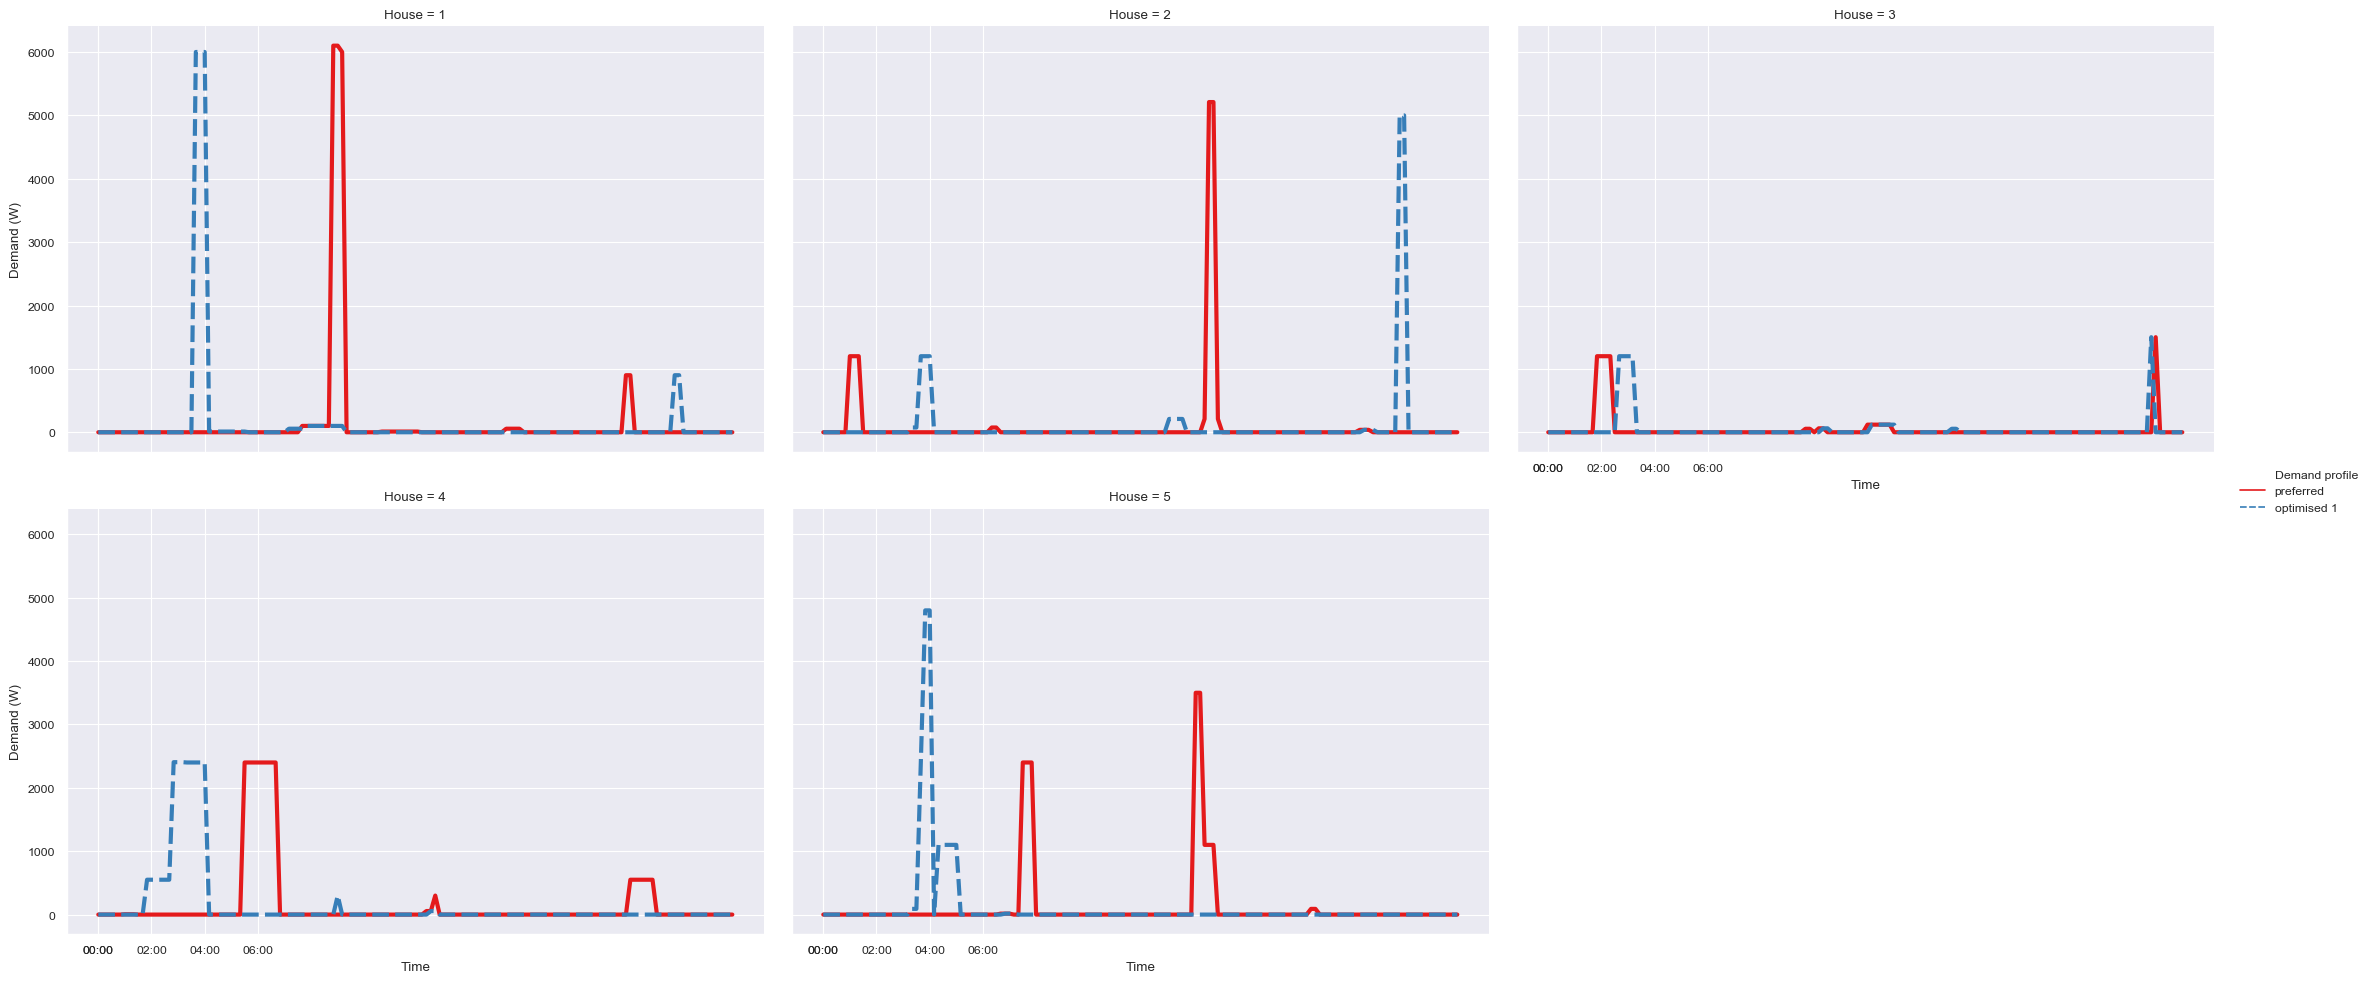 House = 1
House = 2
House = 3
6000
5000
4000
3000
2000
1000
0
Demand (W)
00:00
02:00
04:00
06:00
Time
Demand profile
preferred
optimised 1
House = 4
House = 5
6000
5000
4000
3000
2000
1000
0
Demand (W)
00:00
02:00
04:00
06:00
Time
00:00
02:00
04:00
06:00
Time